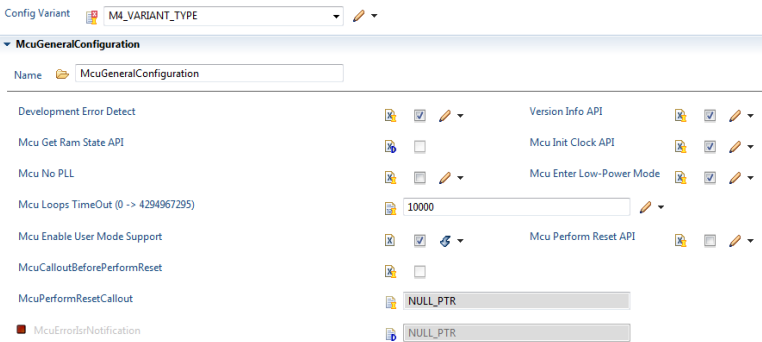 Config Variant M4_VARIANT_TYPE
McuGeneralConfiguration
Name McuGeneralConfiguration
Development Error Detect Version Info API
Mcu Get Ram State API Mcu Init Clock API
Mcu No PLL Mcu Enter Low-Power Mode
Mcu Loops TimeOut (0 -> 4294967295) 10000
Mcu Enable User Mode Support Mcu Perform Reset API
McuCalloutBeforePerformReset
McuPerformResetCallout NULL_PTR
McuErrorIsrNotification NULL_PTR